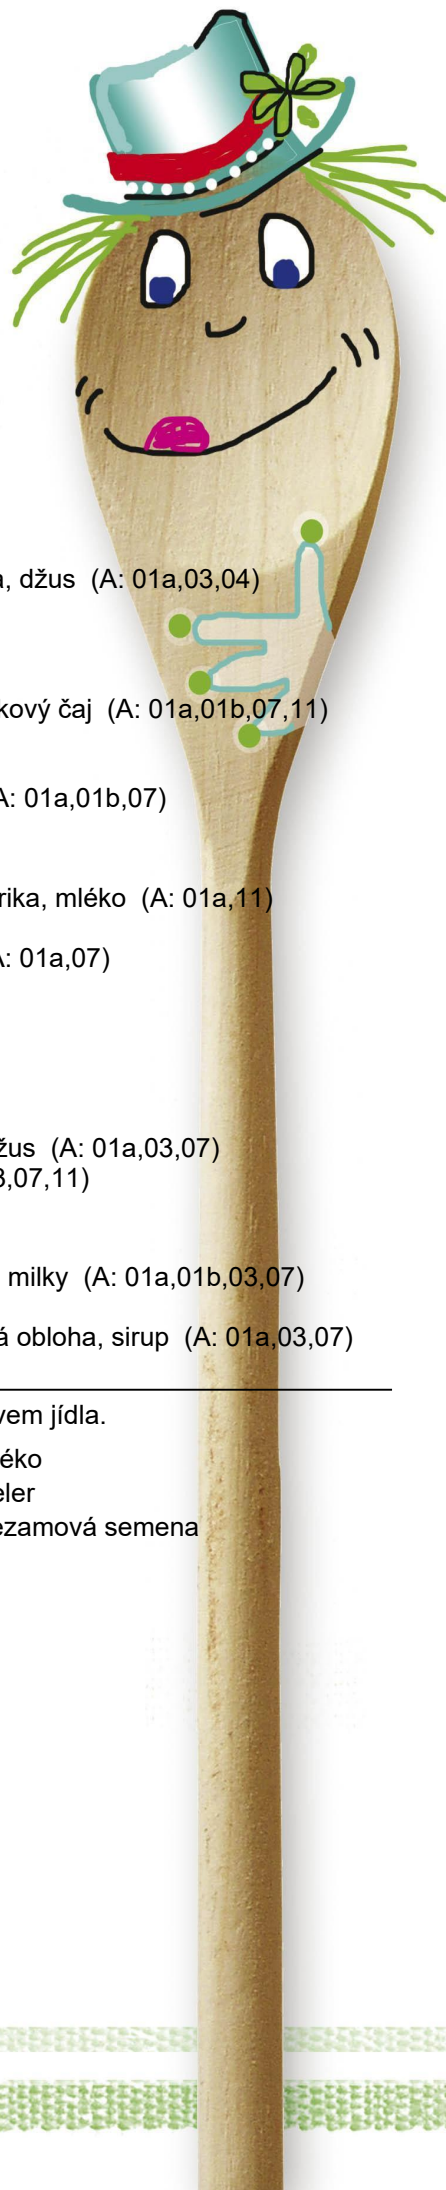 , džus (A: 01a,03,04)
kový čaj (A: 01a,01b,07,11)
A: 01a,01b,07)
rika, mléko (A: 01a,11)
A: 01a,07)
žus (A: 01a,03,07)
,07,11)
milky (A: 01a,01b,03,07)
á obloha, sirup (A: 01a,03,07)
vem jídla.
éko
eler
ezamová semena